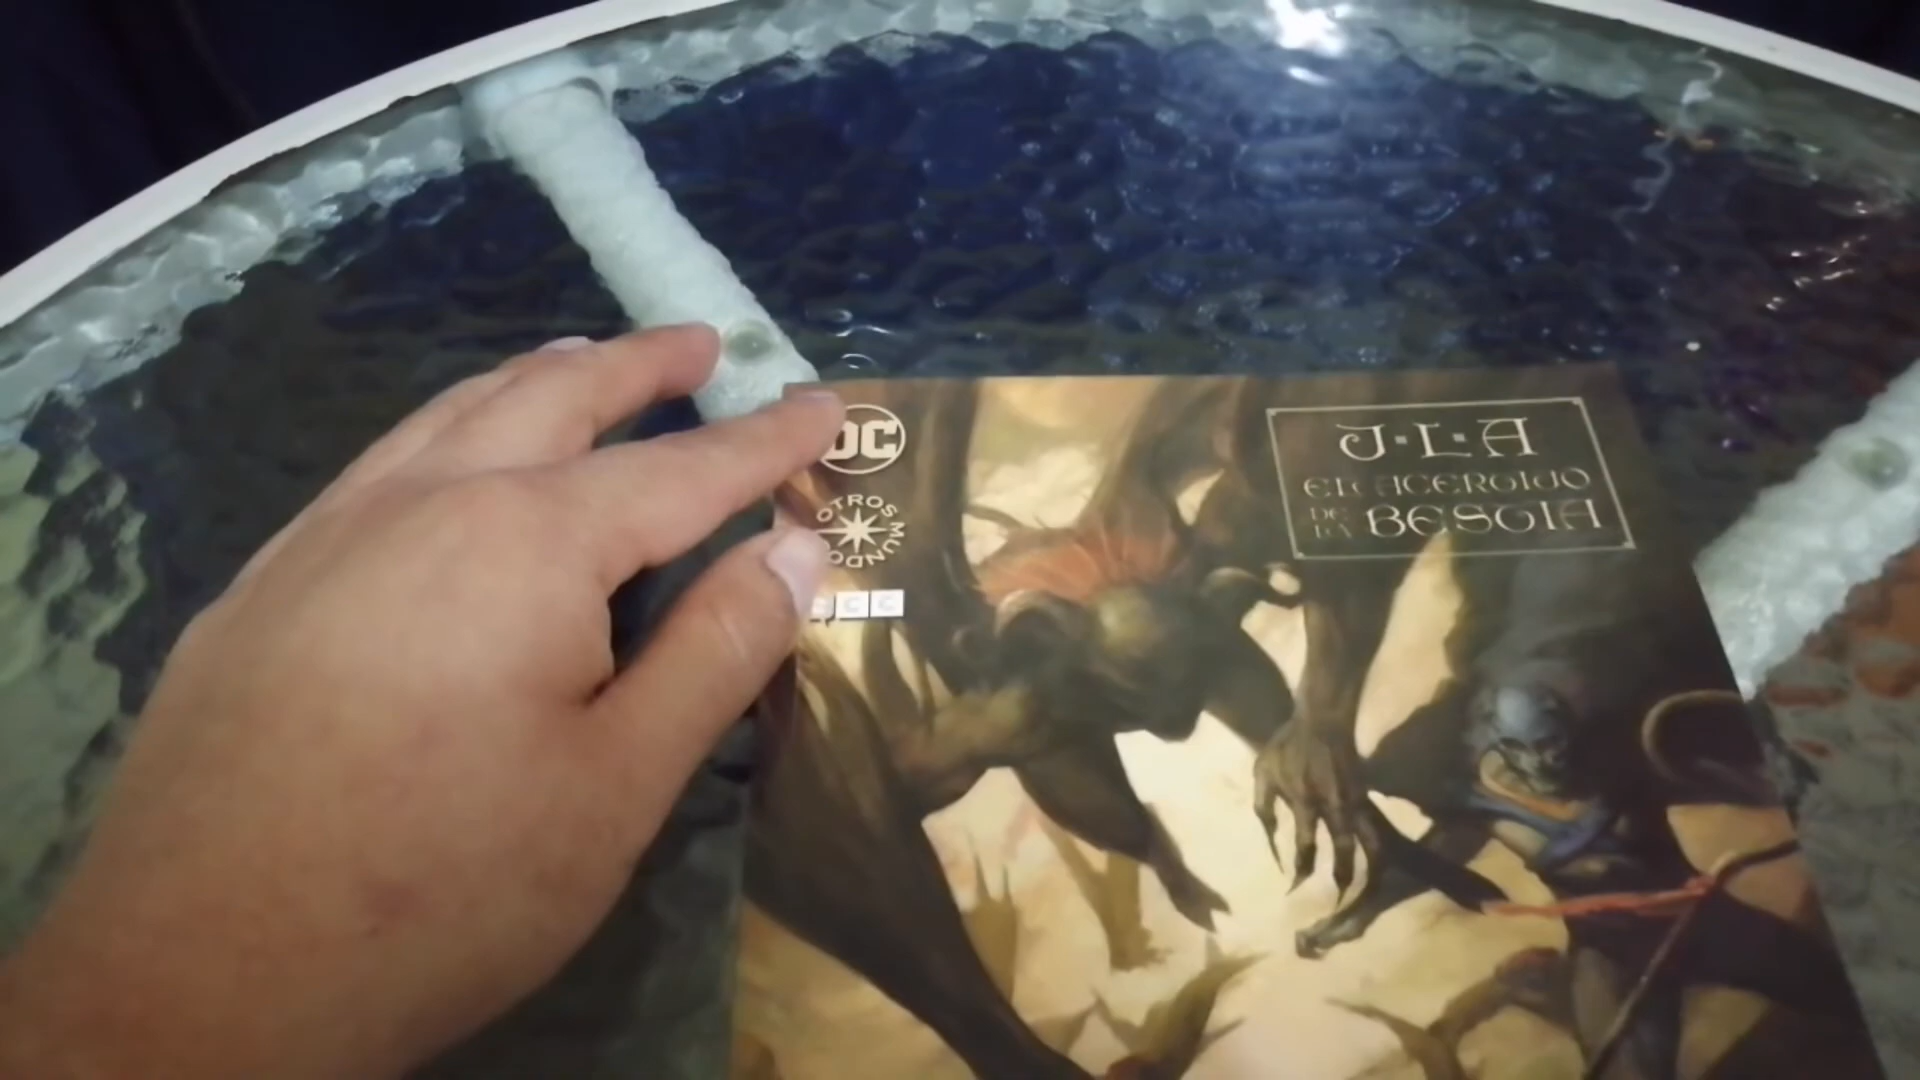 DC
OTROS MUNDOS
ECC
J·L·A
EL ACERTIJO
DE LA BESTIA